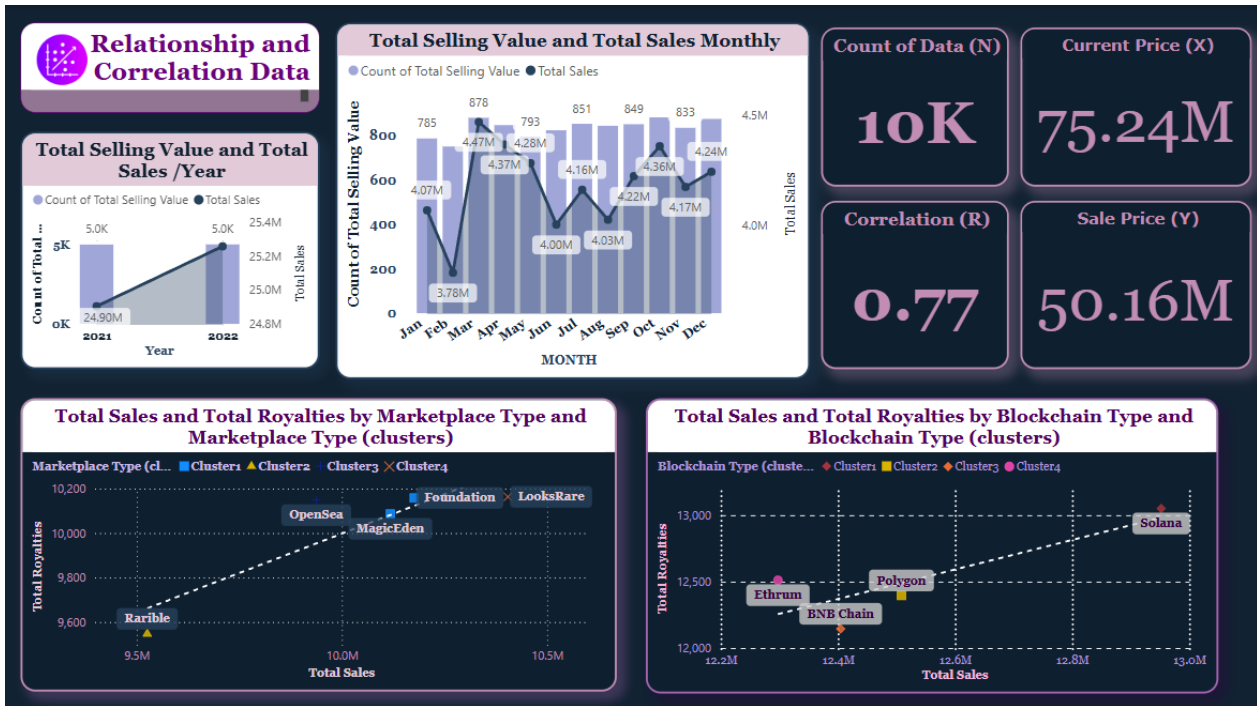 Relationship and
Correlation Data
Total Selling Value and Total
Sales /Year
Count of Total Selling Value Total Sales
Count of Total ...
5K
0K
5.0K
5.0K
24.90M
25.4M
25.2M
25.0M
24.8M
Total Sales
2021
2022
Year
Total Selling Value and Total Sales Monthly
Count of Total Selling Value Total Sales
Count of Total Selling Value
800
600
400
200
0
785
878
793
851
849
833
4.07M
3.78M
4.47M
4.37M
4.28M
4.00M
4.16M
4.03M
4.22M
4.36M
4.17M
4.24M
4.5M
4.0M
Total Sales
Jan
Feb
Mar
Apr
May
Jun
Jul
Aug
Sep
Oct
Nov
Dec
MONTH
Count of Data (N)
10K
Current Price (X)
75.24M
Correlation (R)
0.77
Sale Price (Y)
50.16M
Total Sales and Total Royalties by Marketplace Type and
Marketplace Type (clusters)
Marketplace Type (cl... Cluster1 Cluster2 Cluster3 Cluster4
Total Royalties
10,200
10,000
9,800
9,600
OpenSea
MagicEden
Foundation
LooksRare
Rarible
9.5M
10.0M
10.5M
Total Sales
Total Sales and Total Royalties by Blockchain Type and
Blockchain Type (clusters)
Blockchain Type (cluste... Cluster1 Cluster2 Cluster3 Cluster4
Total Royalties
13,000
12,500
12,000
Solana
Polygon
Ethrum
BNB Chain
12.2M
12.4M
12.6M
12.8M
13.0M
Total Sales